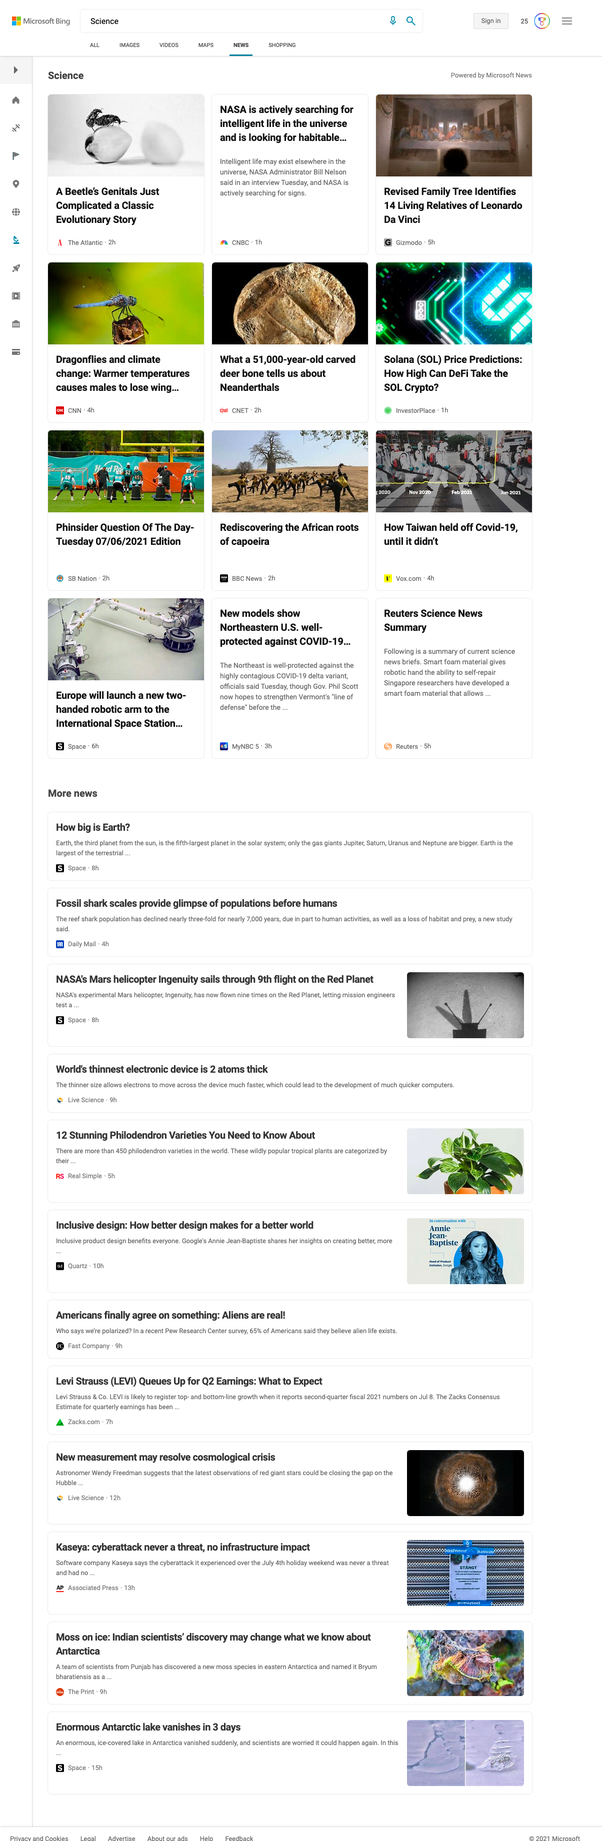 Microsoft Bing
Science
Sign in
25
ALL IMAGES VIDEOS MAPS NEWS SHOPPING
Science
Powered by Microsoft News
A Beetle's Genitals Just
Complicated a Classic
Evolutionary Story
The Atlantic · 2h
NASA is actively searching for
intelligent life in the universe
and is looking for habitable...
Intelligent life may exist elsewhere in the
universe, NASA Administrator Bill Nelson
said in an interview Tuesday, and NASA is
actively searching for signs.
CNBC · 1h
Revised Family Tree Identifies
14 Living Relatives of Leonardo
Da Vinci
Gizmodo · 5h
Dragonflies and climate
change: Warmer temperatures
causes males to lose wing...
CNN · 4h
What a 51,000-year-old carved
deer bone tells us about
Neanderthals
CNET · 2h
Solana (SOL) Price Predictions:
How High Can DeFi Take the
SOL Crypto?
InvestorPlace · 1h
Phinsider Question Of The Day-
Tuesday 07/06/2021 Edition
SB Nation · 2h
Rediscovering the African roots
of capoeira
BBC News · 2h
2020 Nov 2020 Feb 2021 Jun 2021
How Taiwan held off Covid-19,
until it didn't
Vox.com · 4h
Europe will launch a new two-
handed robotic arm to the
International Space Station...
Space · 6h
New models show
Northeastern U.S. well-
protected against COVID-19...
The Northeast is well-protected against the
highly contagious COVID-19 delta variant,
officials said Tuesday, though Gov. Phil Scott
now hopes to strengthen Vermont's "line of
defense" before the ...
MyNBC 5 · 3h
Reuters Science News
Summary
Following is a summary of current science
news briefs. Smart foam material gives
robotic hand the ability to self-repair
Singapore researchers have developed a
smart foam material that allows ...
Reuters · 5h
More news
How big is Earth?
Earth, the third planet from the sun, is the fifth-largest planet in the solar system; only the gas giants Jupiter, Saturn, Uranus and Neptune are bigger. Earth is the
largest of the terrestrial ...
Space · 8h
Fossil shark scales provide glimpse of populations before humans
The reef shark population has declined nearly three-fold for nearly 7,000 years, due in part to human activities, as well as a loss of habitat and prey, a new study
said.
Daily Mail · 4h
NASA's Mars helicopter Ingenuity sails through 9th flight on the Red Planet
NASA's experimental Mars helicopter, Ingenuity, has now flown nine times on the Red Planet, letting mission engineers
test a ...
Space · 8h
World's thinnest electronic device is 2 atoms thick
The thinner size allows electrons to move across the device much faster, which could lead to the development of much quicker computers.
Live Science · 9h
12 Stunning Philodendron Varieties You Need to Know About
There are more than 450 philodendron varieties in the world. These wildly popular tropical plants are categorized by
their ...
RS Real Simple · 5h
Inclusive design: How better design makes for a better world
Inclusive product design benefits everyone. Google's Annie Jean-Baptiste shares her insights on creating better, more
...
Quartz · 10h
In conversation with
Annie
Jean-
Baptiste
Americans finally agree on something: Aliens are real!
Who says we're polarized? In a recent Pew Research Center survey, 65% of Americans said they believe alien life exists.
Fast Company · 9h
Levi Strauss (LEVI) Queues Up for Q2 Earnings: What to Expect
Levi Strauss & Co. LEVI is likely to register top- and bottom-line growth when it reports second-quarter fiscal 2021 numbers on Jul 8. The Zacks Consensus
Estimate for quarterly earnings has been ...
Zacks.com · 7h
New measurement may resolve cosmological crisis
Astronomer Wendy Freedman suggests that the latest observations of red giant stars could be closing the gap on the
Hubble ...
Live Science · 12h
Kaseya: cyberattack never a threat, no infrastructure impact
Software company Kaseya says the cyberattack it experienced over the July 4th holiday weekend was never a threat
and had no ...
AP Associated Press · 13h
STÄNGT
Moss on ice: Indian scientists' discovery may change what we know about
Antarctica
A team of scientists from Punjab has discovered a new moss species in eastern Antarctica and named it Bryum
bharatiensis as a ...
The Print · 9h
Enormous Antarctic lake vanishes in 3 days
An enormous, ice-covered lake in Antarctica vanished suddenly, and scientists are worried it could happen again. In this
...
Space · 15h
Privacy and Cookies Legal Advertise About our ads Help Feedback
© 2021 Microsoft